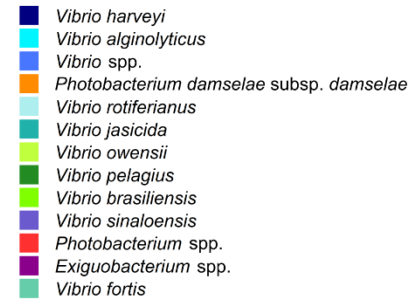 Vibrio harveyi
Vibrio alginolyticus
Vibrio spp.
Photobacterium damselae subsp. damselae
Vibrio rotiferianus
Vibrio jasicida
Vibrio owensii
Vibrio pelagius
Vibrio brasiliensis
Vibrio sinaloensis
Photobacterium spp.
Exiguobacterium spp.
Vibrio fortis